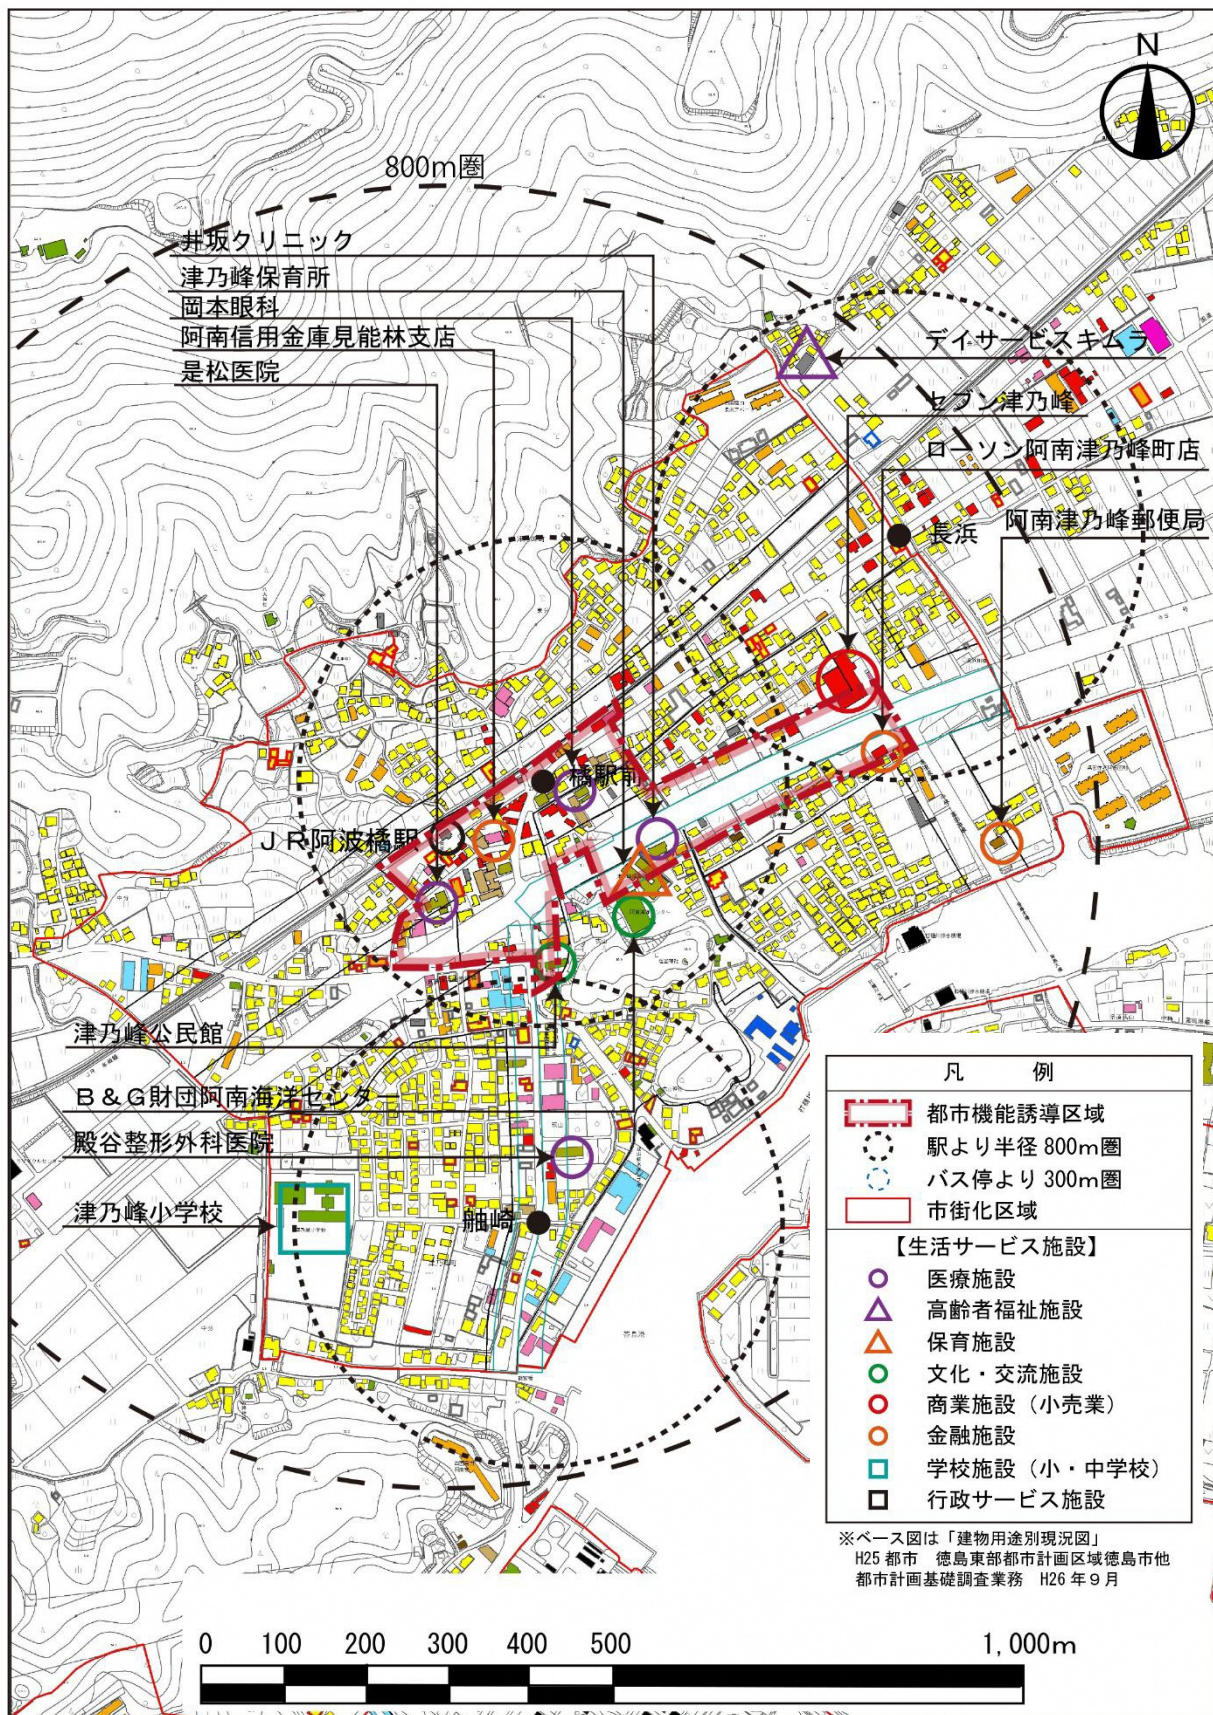 N
800m圏
井坂クリニック
津乃峰保育所
岡本眼科
阿南信用金庫見能林支店
是松医院
デイサービスキムラ
セブン津乃峰
ローソン阿南津乃峰町店
阿南津乃峰郵便局
長浜
橘駅前
JR阿波橘駅
津乃峰公民館
B&G財団阿南海洋センター
殿谷整形外科医院
津乃峰小学校
舳崎
凡 例
都市機能誘導区域
駅より半径800m圏
バス停より300m圏
市街化区域
【生活サービス施設】
医療施設
高齢者福祉施設
保育施設
文化・交流施設
商業施設(小売業)
金融施設
学校施設(小・中学校)
行政サービス施設
※ベース図は「建物用途別現況図」
H25都市 徳島東部都市計画区域徳島市他
都市計画基礎調査業務 H26年9月
0 100 200 300 400 500 1,000m